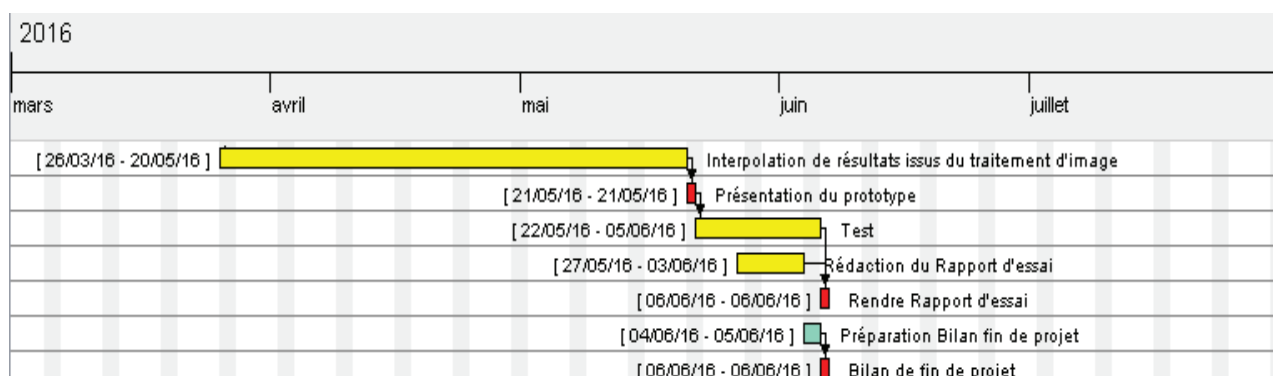 2016
mars avril mai juin juillet
[ 26/03/16 - 20/05/16 ] Interpolation de résultats issus du traitement d'image
[ 21/05/16 - 21/05/16 ] Présentation du prototype
[ 22/05/16 - 05/06/16 ] Test
[ 27/05/16 - 03/06/16 ] Rédaction du Rapport d'essai
[ 06/06/16 - 06/06/16 ] Rendre Rapport d'essai
[ 04/06/16 - 05/06/16 ] Préparation Bilan fin de projet
[ 06/06/16 - 06/06/16 ] Bilan de fin de projet